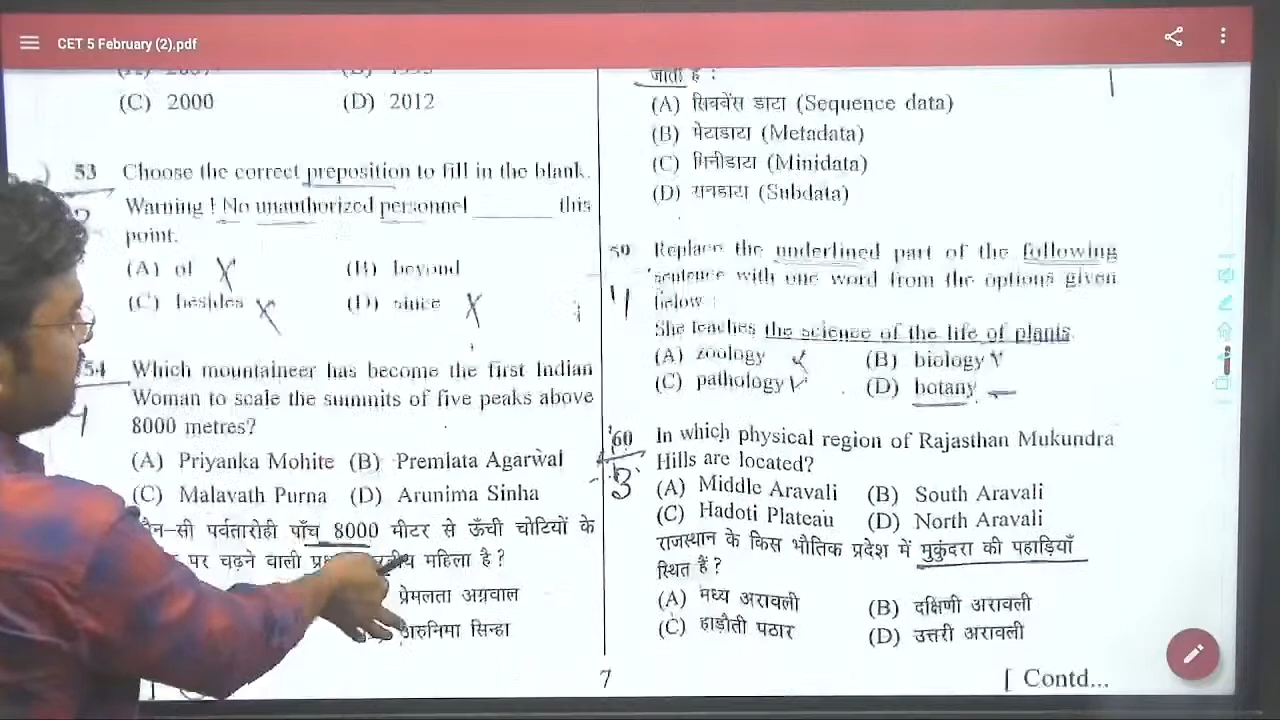 CET 5 February (2).pdf
(C) 2000 (D) 2012
53 Choose the correct preposition to fill in the blank.
Warning ! No unauthorized personnel ________ this
point.
(A) of (B) beyond
(C) besides (D) since
54 Which mountaineer has become the first Indian
Woman to scale the summits of five peaks above
8000 metres?
(A) Priyanka Mohite (B) Premlata Agarwal
(C) Malavath Purna (D) Arunima Sinha
पर्वतारोही पाँच 8000 मीटर से ऊँची चोटियों के
पर चढ़ने वाली महिला है ?
प्रेमलता अग्रवाल
अरुनिमा सिन्हा
7
जाता है :
(A) सिक्वेंस डाटा (Sequence data)
(B) मेटाडाटा (Metadata)
(C) मिनीडाटा (Minidata)
(D) (Subdata)
59 Replace the underlined part of the following
sentence with one word from the options given
below :
She teaches the science of the life of plants
(A) zoology (B) biology
(C) pathology (D) botany
60 In which physical region of Rajasthan Mukundra
Hills are located?
(A) Middle Aravali (B) South Aravali
(C) Hadoti Plateau (D) North Aravali
राजस्थान के किस भौतिक प्रदेश में मुकुंदरा की पहाड़ियाँ
स्थित हैं ?
(A) मध्य अरावली (B) दक्षिणी अरावली
(C) हाड़ौती पठार (D) उत्तरी अरावली
[ Contd...